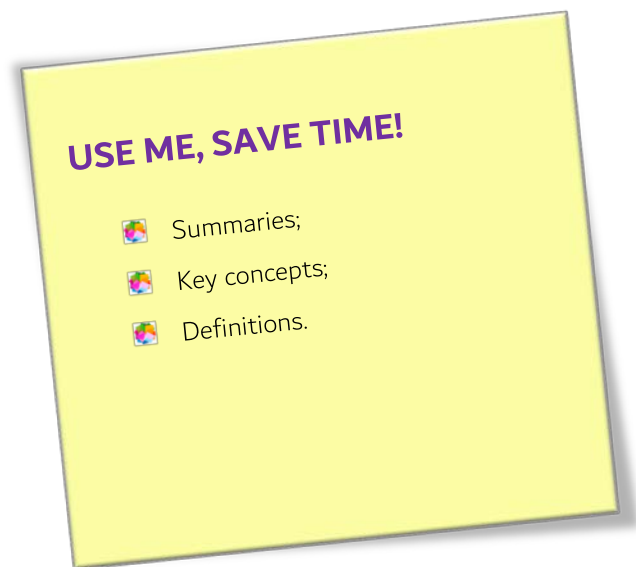 USE ME, SAVE TIME!
Summaries;
Key concepts;
Definitions.